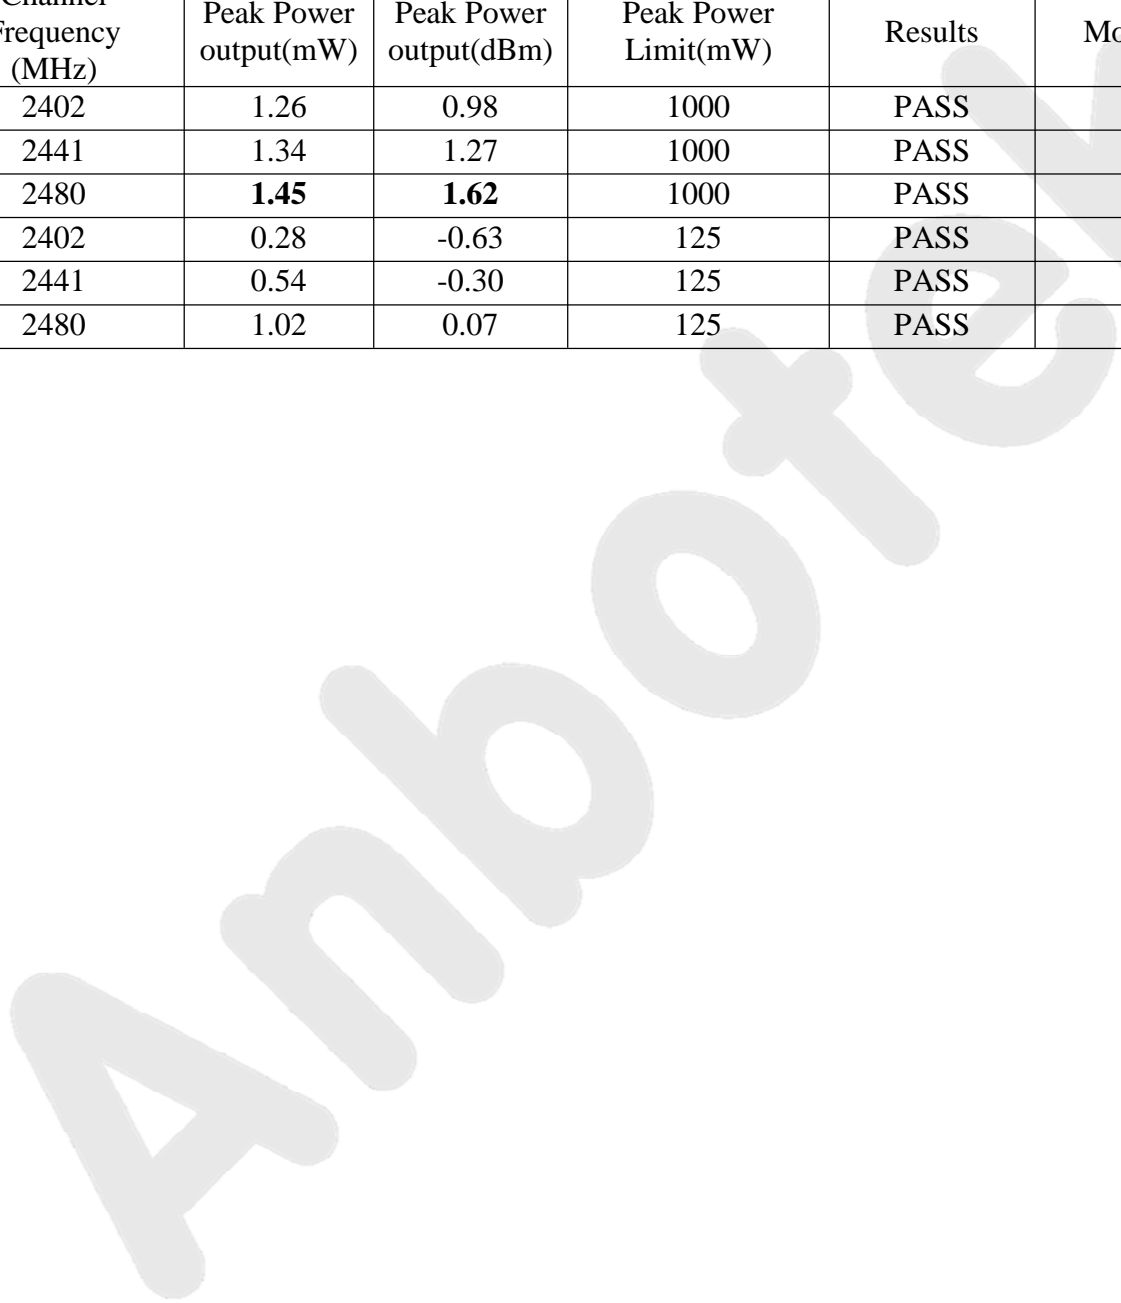 Channel
Frequency
(MHz)
Peak Power
output(mW)
Peak Power
output(dBm)
Peak Power
Limit(mW)
Results
2402 1.26 0.98 1000 PASS
2441 1.34 1.27 1000 PASS
2480 1.45 1.62 1000 PASS
2402 0.28 -0.63 125 PASS
2441 0.54 -0.30 125 PASS
2480 1.02 0.07 125 PASS
Anbotek